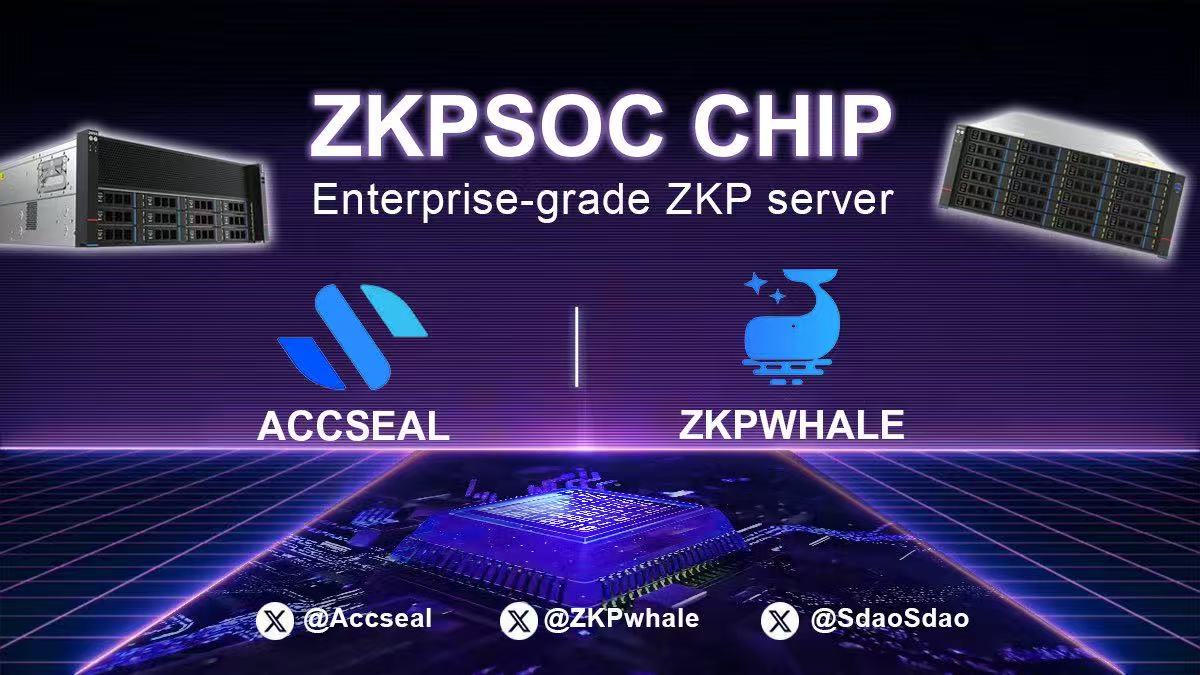 ZKPSOC CHIP
Enterprise-grade ZKP server
ACCSEAL
ZKPWHALE
@Accseal
@ZKPwhale
@SdaoSdao